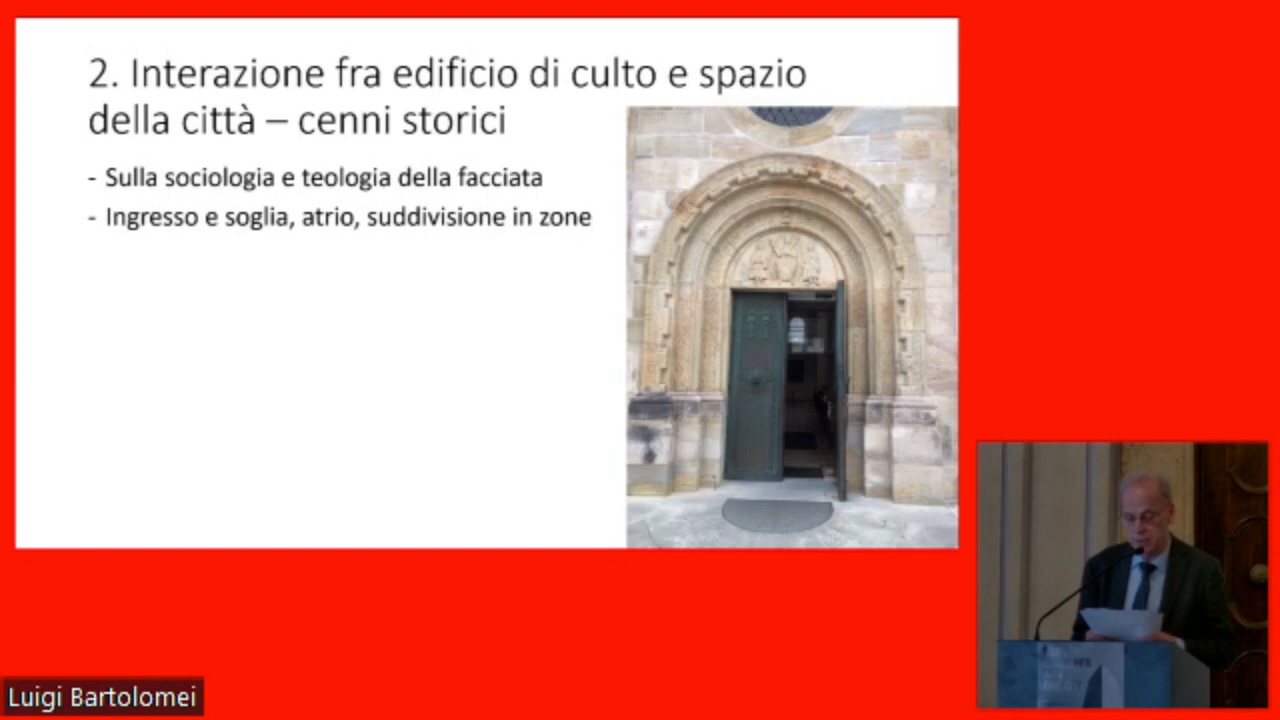 2. Interazione fra edificio di culto e spazio
della città – cenni storici
- Sulla sociologia e teologia della facciata
- Ingresso e soglia, atrio, suddivisione in zone
Luigi Bartolomei